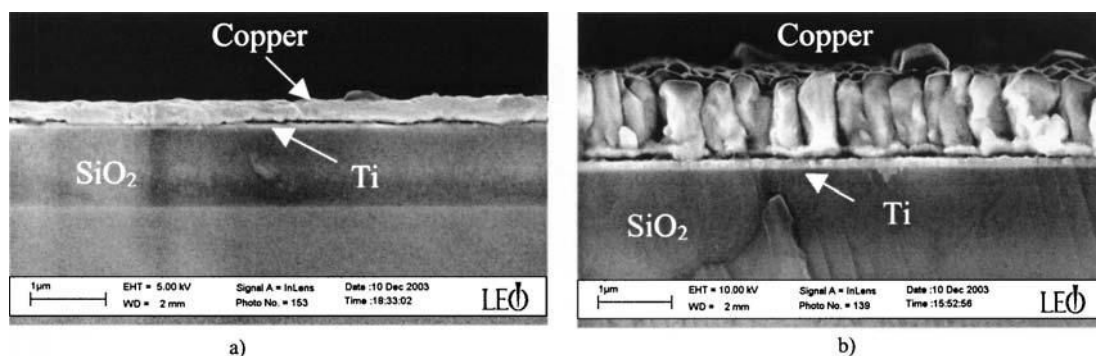 Copper
SiO2
Ti
1µm
EHT = 5.00 kV
WD = 2 mm
Signal A = InLens
Photo No. = 153
Date :10 Dec 2003
Time :18:33:02
LEO
a)
Copper
SiO2
Ti
1µm
EHT = 10.00 kV
WD = 2 mm
Signal A = InLens
Photo No. = 139
Date :10 Dec 2003
Time :15:52:56
LEO
b)